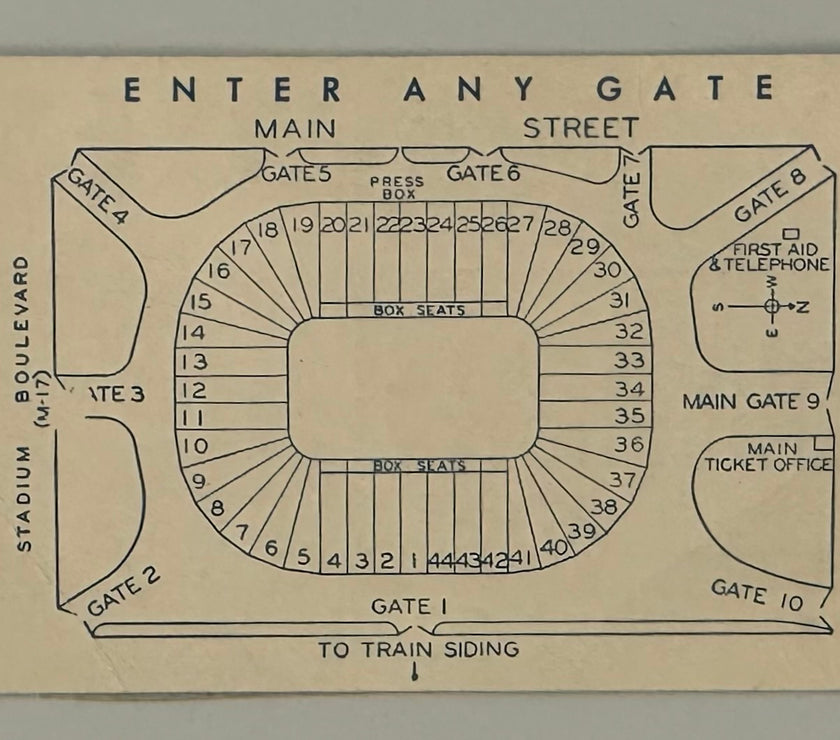 ENTER ANY GATE
MAIN STREET
GATE 4
GATE 5
PRESS
BOX
GATE 6
GATE 7
GATE 8
FIRST AID
& TELEPHONE
W
S N
E
STADIUM BOULEVARD
(M-17)
18 19 20 21 22 23 24 25 26 27 28
17 29
16 30
15 31
BOX SEATS
14 32
13 33
12 34
11 35
10 36
BOX SEATS
9 37
8 38
7 39
6 5 4 3 2 1 44 43 42 41 40
ATE 3
MAIN GATE 9
MAIN
TICKET OFFICE
GATE 2
GATE 1
GATE 10
TO TRAIN SIDING